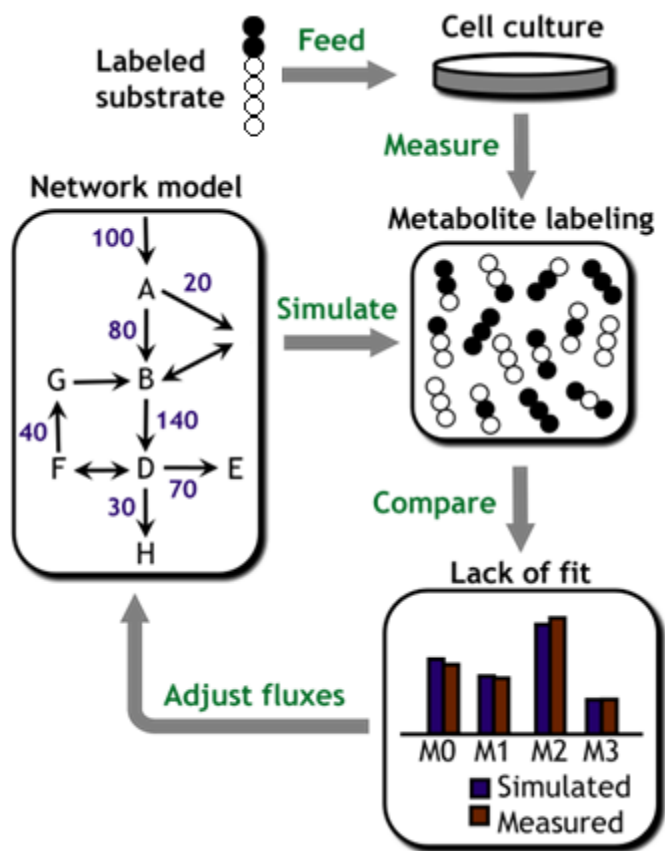 Feed
Cell culture
Labeled
substrate
Measure
Network model
Metabolite labeling
100
A
20
80
Simulate
G
B
140
40
F
D
E
70
30
H
Compare
Lack of fit
Adjust fluxes
M0 M1 M2 M3
Simulated
Measured